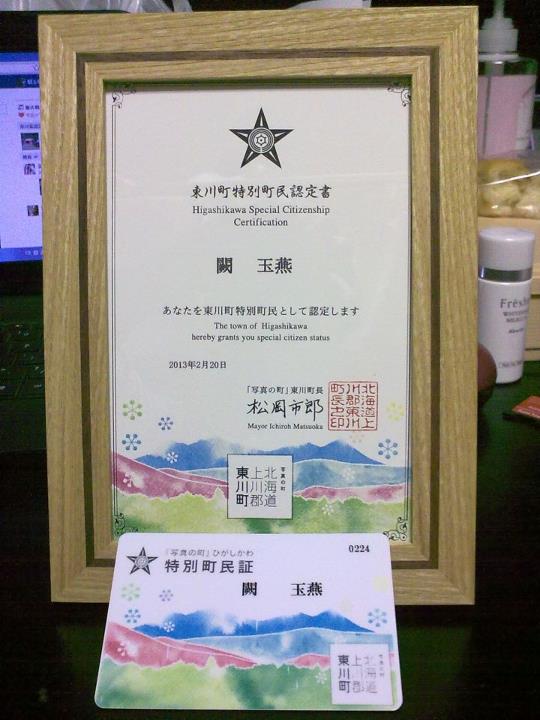 東川町特別町民認定書
Higashikawa Special Citizenship
Certification
闕 玉燕
あなたを東川町特別町民として認定します
The town of Higashikawa
hereby grants you special citizen status
2013年2月20日
「写真の町」東川町長
松岡市郎
Mayor Ichiro Matsuoka
北海道上
川郡東川
町長之印
写真の町
北海道
上川郡
東川町
「写真の町」ひがしかわ
特別町民証
0224
闕 玉燕
写真の町
北海道
上川郡
東川町